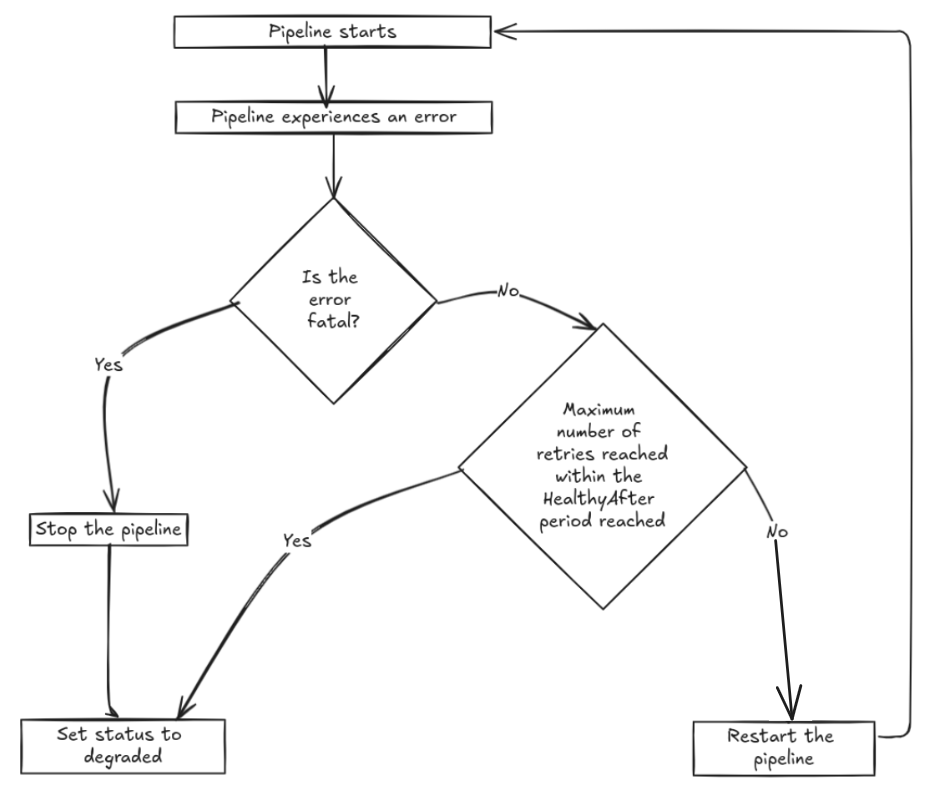 Pipeline starts
Pipeline experiences an error
Is the
error
fatal?
No
Yes
Maximum
number of
retries reached
within the
HealthyAfter
period reached
Stop the pipeline
Yes
No
Set status to
degraded
Restart the
pipeline